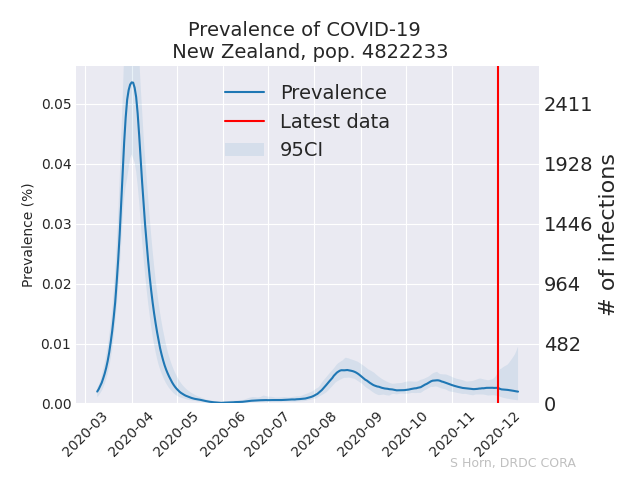 Prevalence of COVID-19
New Zealand, pop. 4822233
Prevalence
Latest data
95CI
Prevalence (%)
0.05
0.04
0.03
0.02
0.01
0.00
2411
1928
1446
964
482
0
# of infections
2020-03
2020-04
2020-05
2020-06
2020-07
2020-08
2020-09
2020-10
2020-11
2020-12
S Horn, DRDC CORA